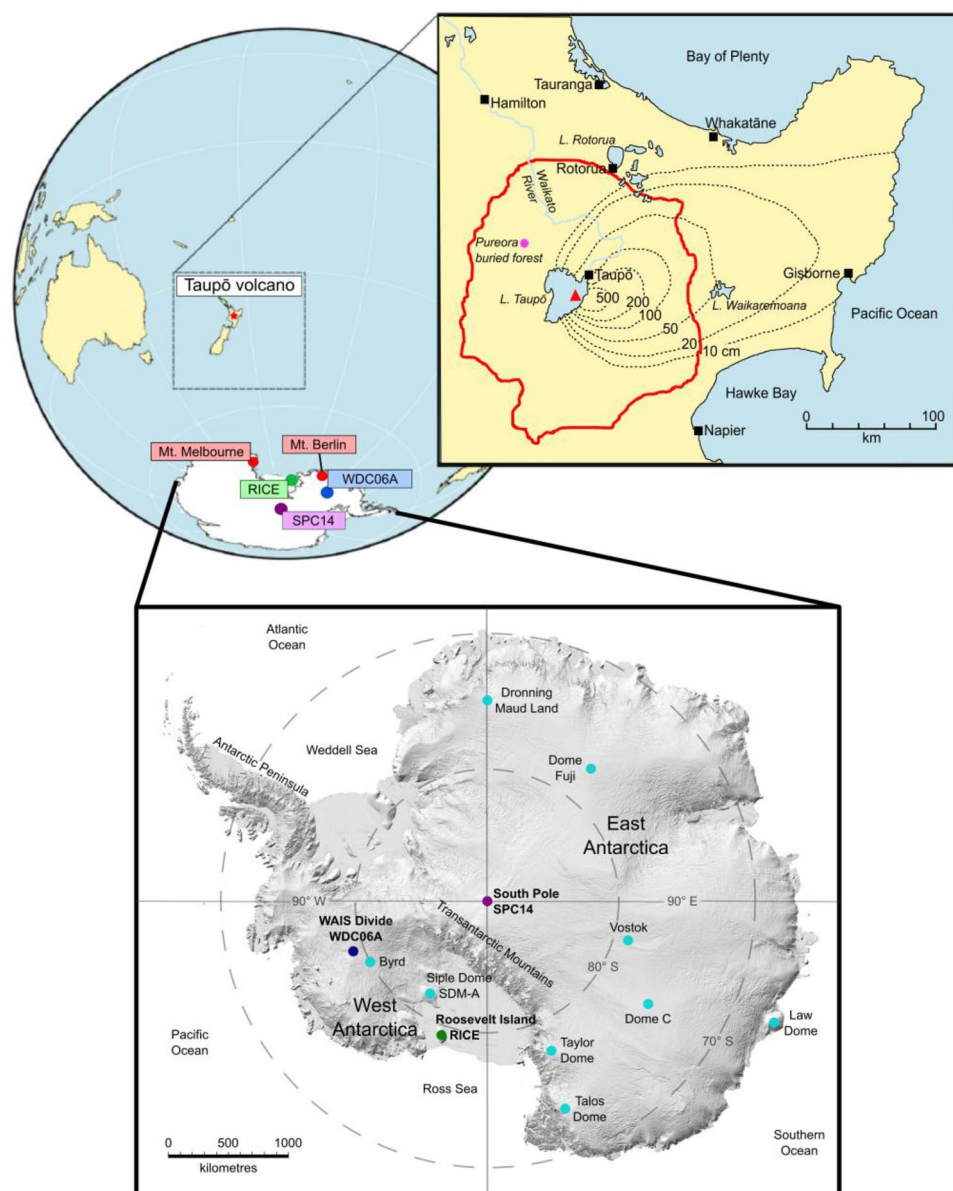 Bay of Plenty
Tauranga
Hamilton
Whakatāne
L. Rotorua
Rotorua
Waikato
River
Pureora
buried forest
Taupō
L. Taupō
500
200
100
50
20
10 cm
L. Waikaremoana
Gisborne
Pacific Ocean
Hawke Bay
Napier
0
100
km
Taupō volcano
Mt. Melbourne
Mt. Berlin
RICE
WDC06A
SPC14
Atlantic
Ocean
Dronning
Maud Land
Weddell Sea
Antarctic Peninsula
Dome
Fuji
East
Antarctica
90° W
South Pole
SPC14
90° E
Transantarctic Mountains
WAIS Divide
WDC06A
Byrd
Vostok
80° S
Siple Dome
SDM-A
West
Antarctica
Dome C
Law
Dome
Roosevelt Island
RICE
Taylor
Dome
70° S
Pacific
Ocean
Ross Sea
Talos
Dome
Southern
Ocean
0
500
1000
kilometres